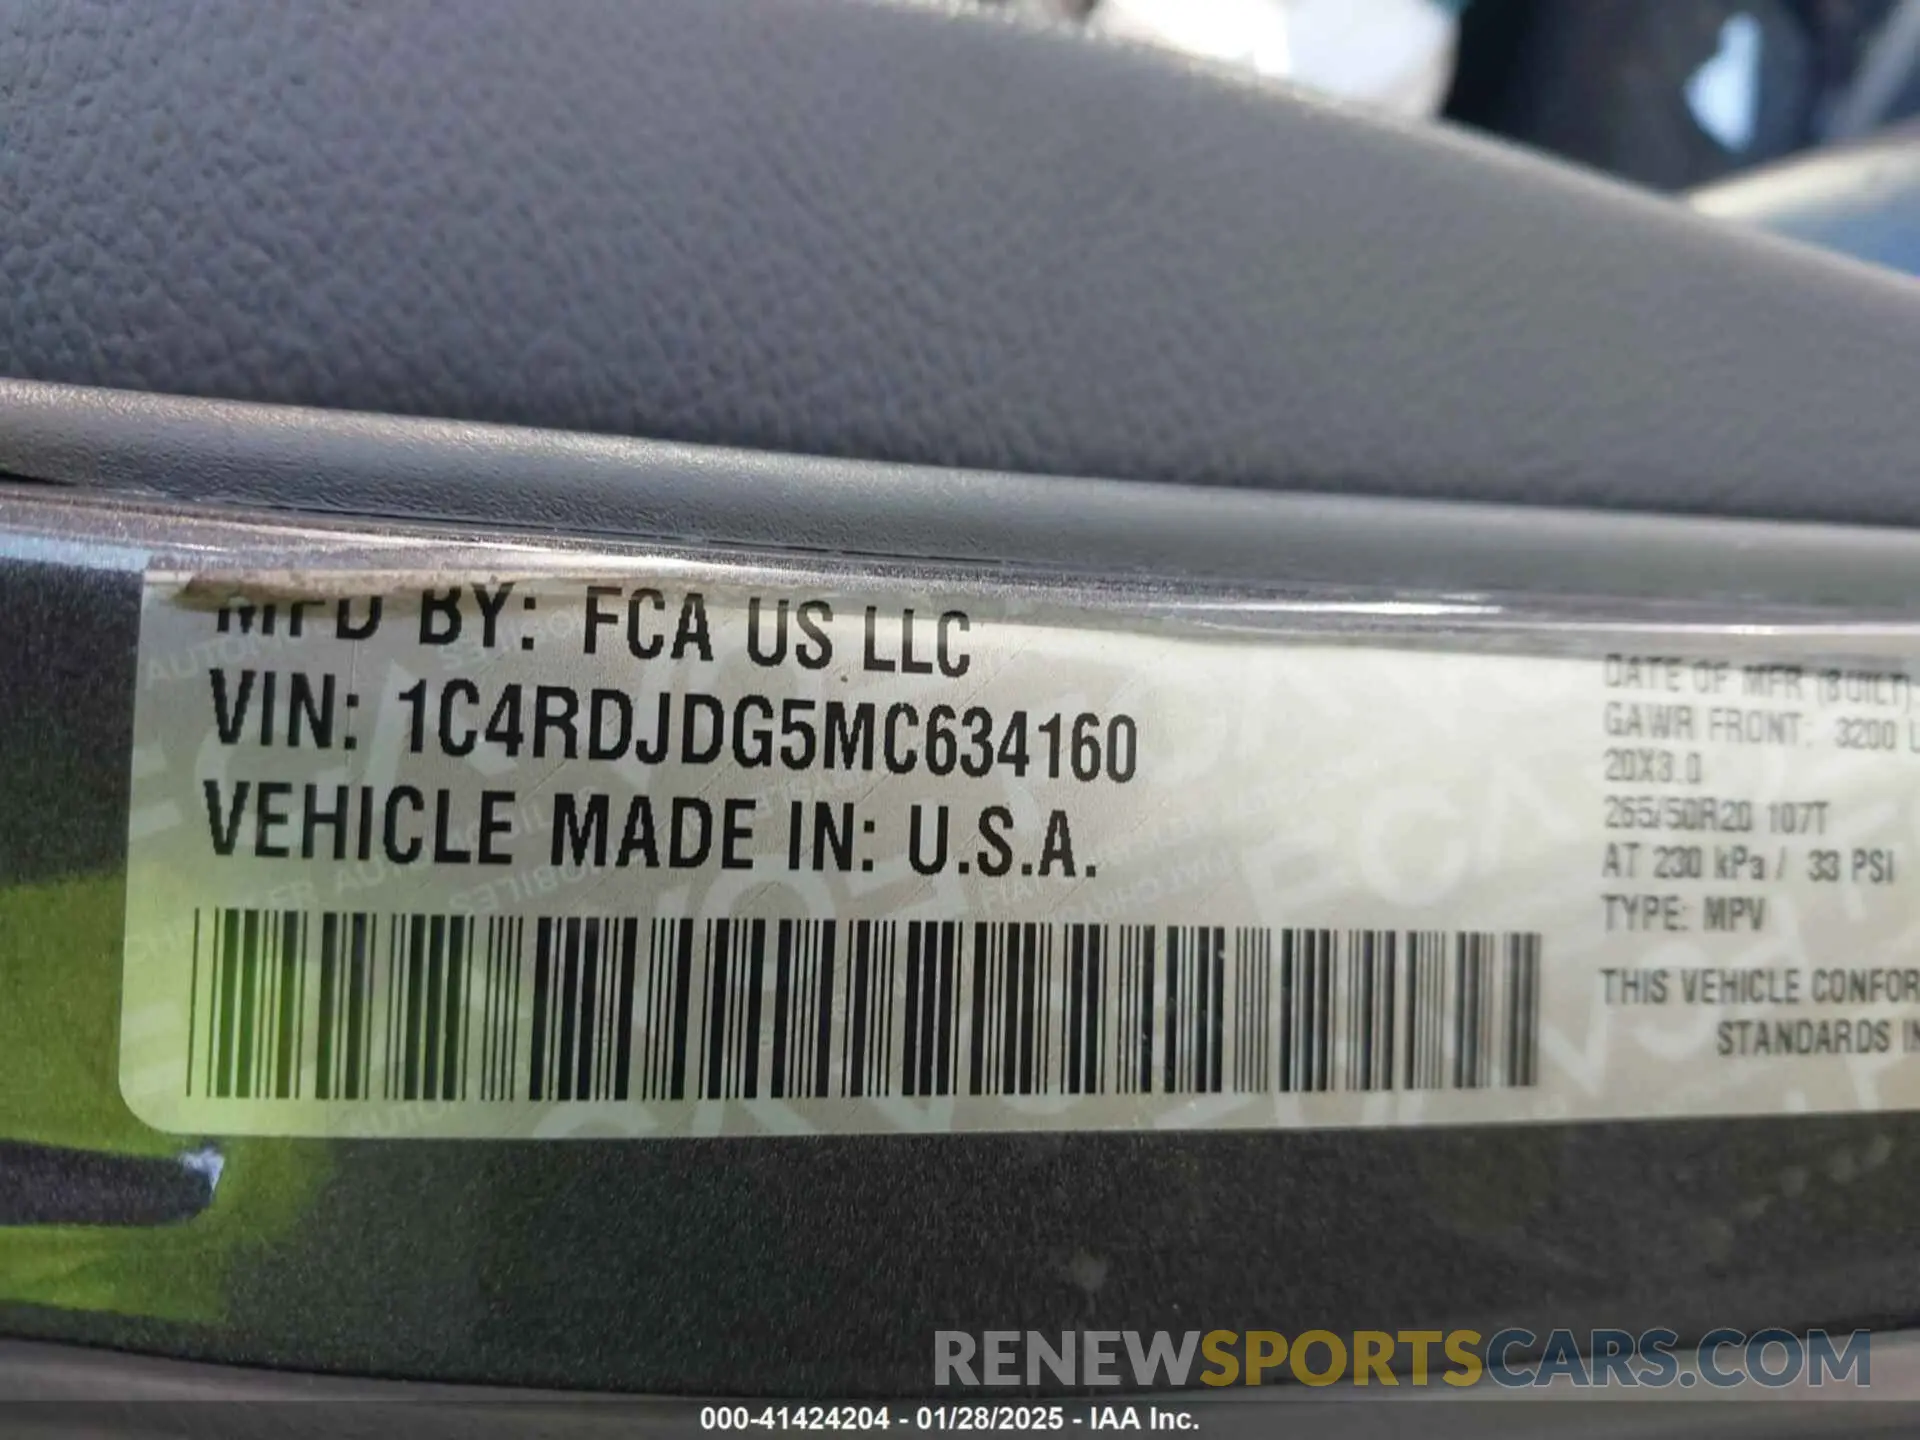 MFD BY: FCA US LLC
VIN: 1C4RDJDG5MC634160
VEHICLE MADE IN: U.S.A.
DATE OF MFR (BUILT):
GAWR FRONT: 3200
20X8.0
265/50R20 107T
AT 230 kPa / 33 PSI
TYPE: MPV
THIS VEHICLE CONFOR
STANDARDS IN
RENEWSPORTSCARS.COM
000-41424204 - 01/28/2025 - IAA Inc.